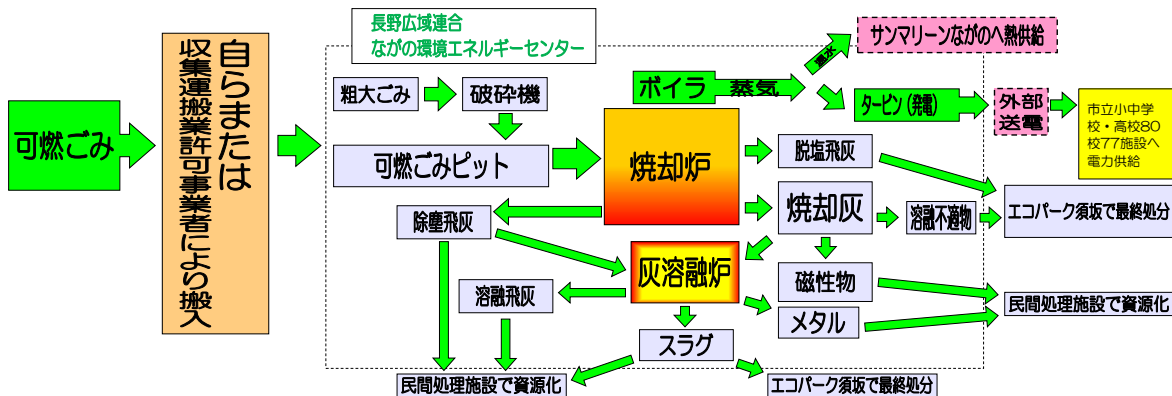 可燃ごみ
自らまたは
収集運搬業許可事業者により搬入
長野広域連合
ながの環境エネルギーセンター
粗大ごみ
破砕機
可燃ごみピット
焼却炉
ボイラ
蒸気
温水
サンマリーンながのへ熱供給
タービン(発電)
外部
送電
市立小中学
校・高校80
校77施設へ
電力供給
脱塩飛灰
焼却灰
溶融不適物
エコパーク須坂で最終処分
除塵飛灰
灰溶融炉
溶融飛灰
磁性物
メタル
民間処理施設で資源化
スラグ
民間処理施設で資源化
エコパーク須坂で最終処分